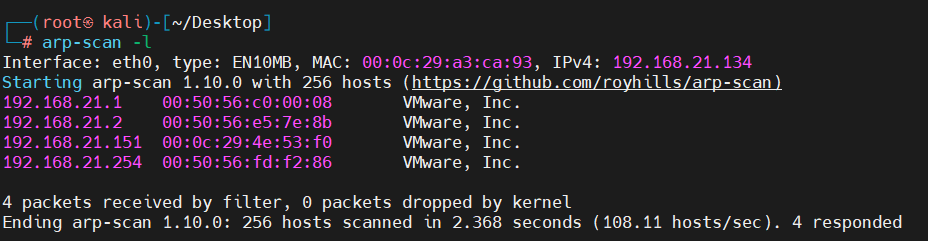 ┌──(root㉿ kali)-[~/Desktop]
└─# arp-scan -l
Interface: eth0, type: EN10MB, MAC: 00:0c:29:a3:ca:93, IPv4: 192.168.21.134
Starting arp-scan 1.10.0 with 256 hosts (https://github.com/royhills/arp-scan)
192.168.21.1    00:50:56:c0:00:08       VMware, Inc.
192.168.21.2    00:50:56:e5:7e:8b       VMware, Inc.
192.168.21.151  00:0c:29:4e:53:f0       VMware, Inc.
192.168.21.254  00:50:56:fd:f2:86       VMware, Inc.
4 packets received by filter, 0 packets dropped by kernel
Ending arp-scan 1.10.0: 256 hosts scanned in 2.368 seconds (108.11 hosts/sec). 4 responded